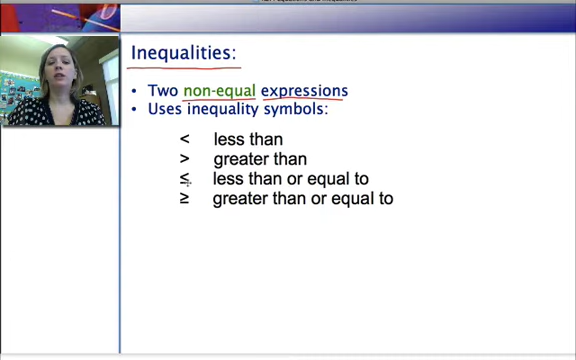 Inequalities:
• Two non-equal expressions
• Uses inequality symbols:
< less than
> greater than
≤ less than or equal to
≥ greater than or equal to